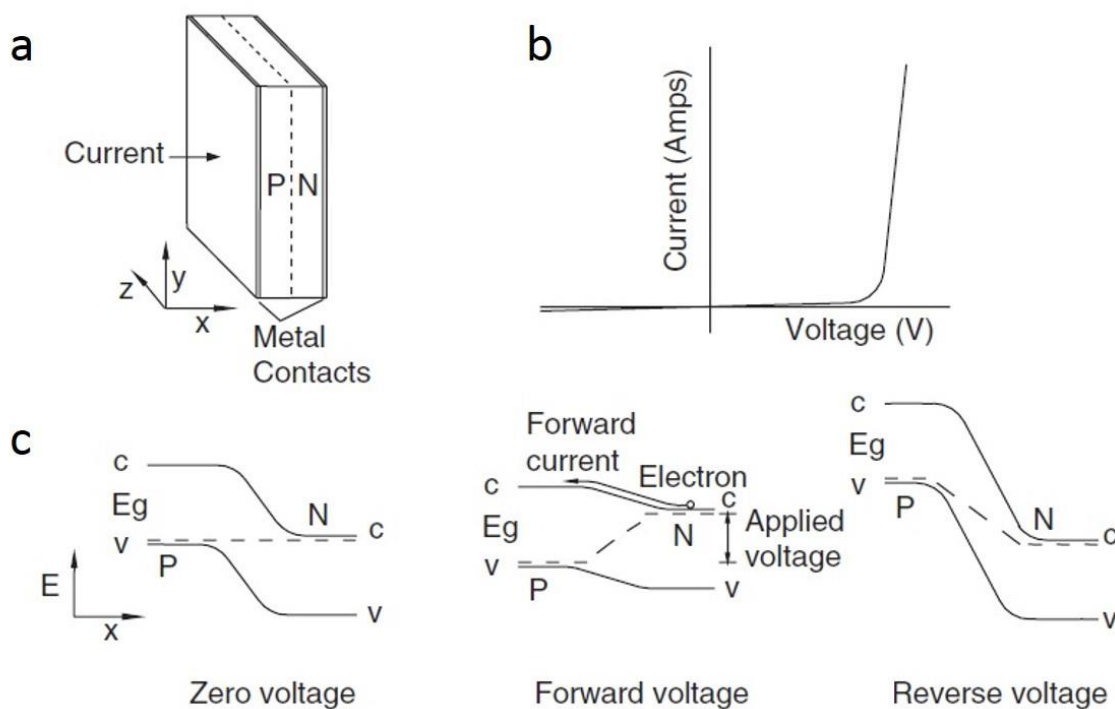 a
Current
P N
y
z
x
Metal
Contacts
b
Current (Amps)
Voltage (V)
c
c
Eg
v
P
N
c
v
E
x
Zero voltage
Forward
current
Electron
c
Eg
v
P
c
N
v
Applied
voltage
Forward voltage
c
Eg
v
P
N
c
v
Reverse voltage